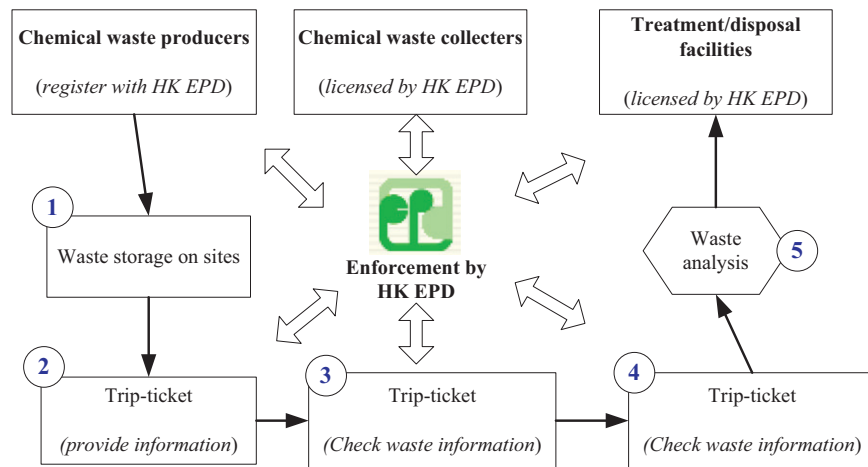 Chemical waste producers
(register with HK EPD)
Chemical waste collecters
(licensed by HK EPD)
Treatment/disposal
facilities
(licensed by HK EPD)
1
Waste storage on sites
Enforcement by
HK EPD
Waste
analysis
5
2
Trip-ticket
(provide information)
3
Trip-ticket
(Check waste information)
4
Trip-ticket
(Check waste information)